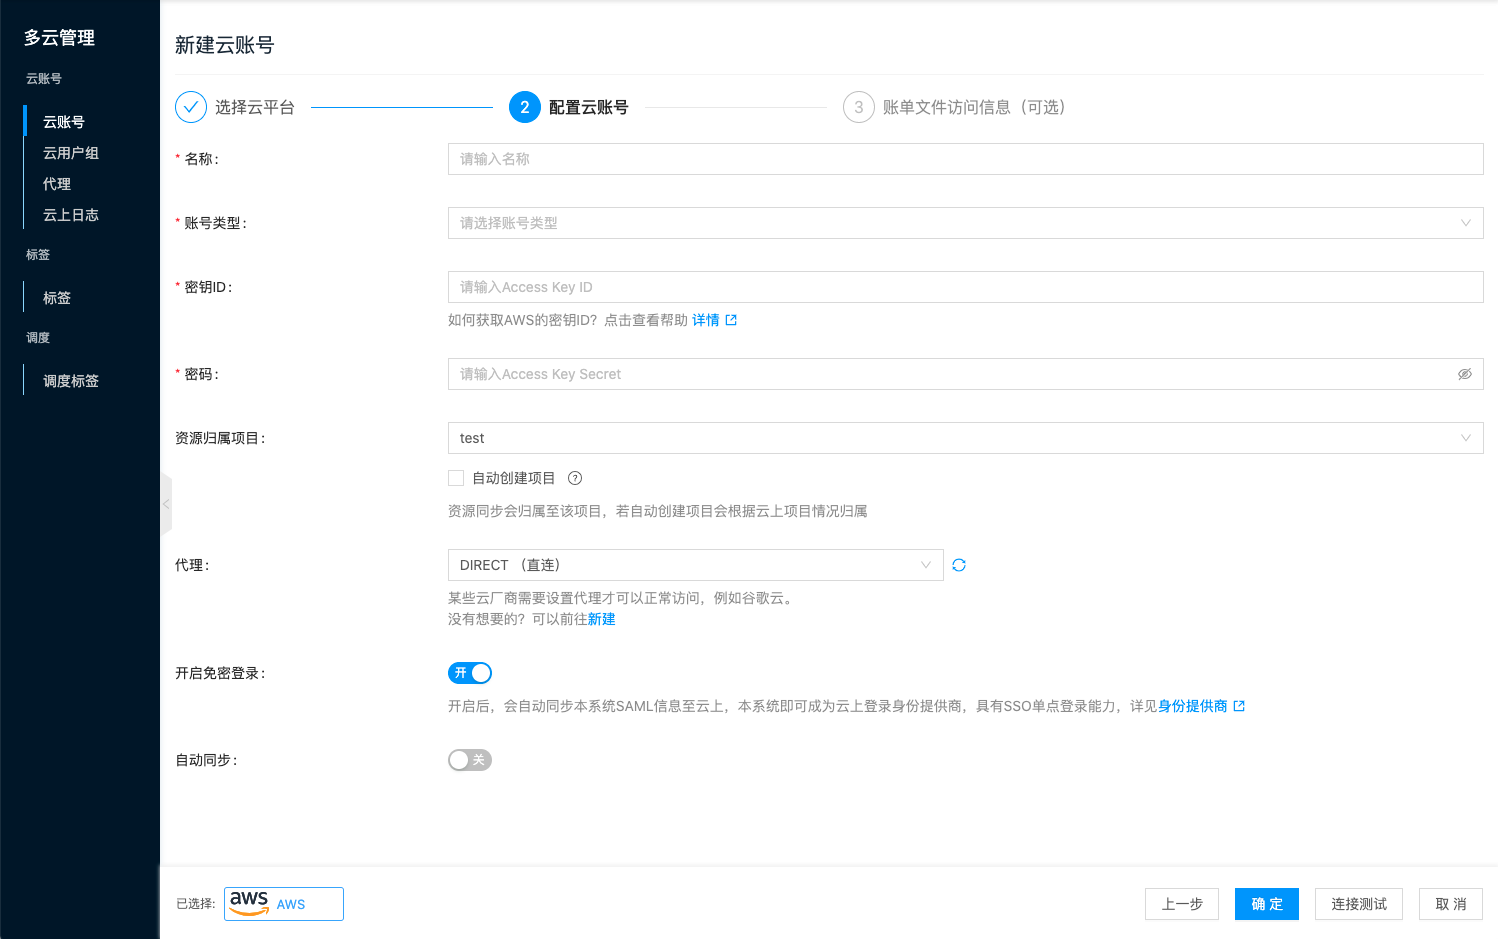 多云管理
云账号
云账号
云用户组
代理
云上日志
标签
标签
调度
调度标签
新建云账号
选择云平台
2 配置云账号
3 账单文件访问信息（可选）
* 名称：
请输入名称
* 账号类型：
请选择账号类型
* 密钥ID：
请输入Access Key ID
如何获取AWS的密钥ID？点击查看帮助 详情
* 密码：
请输入Access Key Secret
资源归属项目：
test
自动创建项目 ?
资源同步会归属至该项目，若自动创建项目会根据云上项目情况归属
代理：
DIRECT （直连）
某些云厂商需要设置代理才可以正常访问，例如谷歌云。
没有想要的？可以前往新建
开启免密登录：
开
开启后，会自动同步本系统SAML信息至云上，本系统即可成为云上登录身份提供商，具有SSO单点登录能力，详见身份提供商
自动同步：
关
已选择：
aws AWS
上一步
确 定
连接测试
取 消